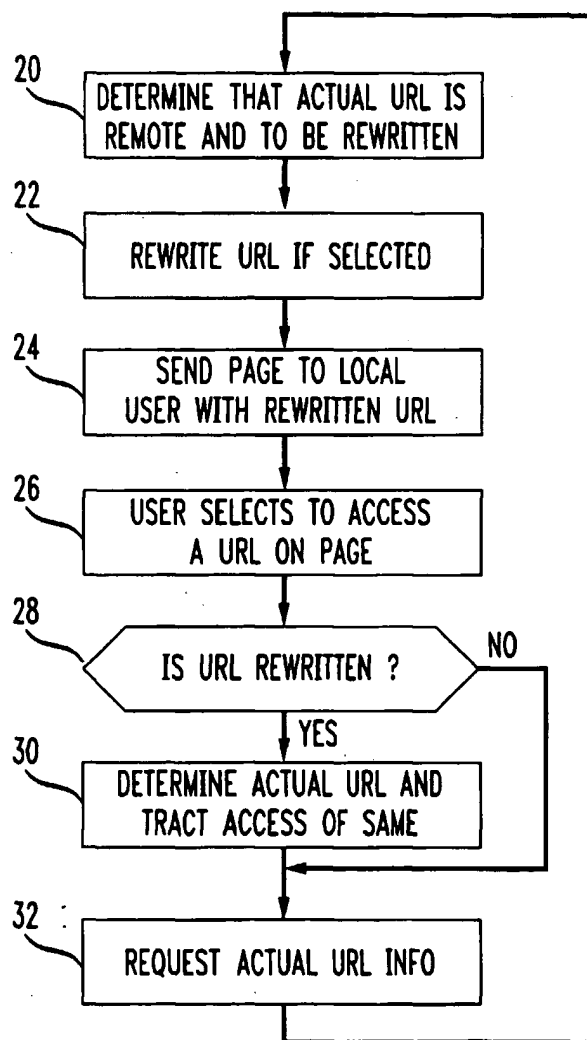 20
DETERMINE THAT ACTUAL URL IS
REMOTE AND TO BE REWRITTEN
22
REWRITE URL IF SELECTED
24
SEND PAGE TO LOCAL
USER WITH REWRITTEN URL
26
USER SELECTS TO ACCESS
A URL ON PAGE
28
IS URL REWRITTEN ?
NO
YES
30
DETERMINE ACTUAL URL AND
TRACT ACCESS OF SAME
32
REQUEST ACTUAL URL INFO